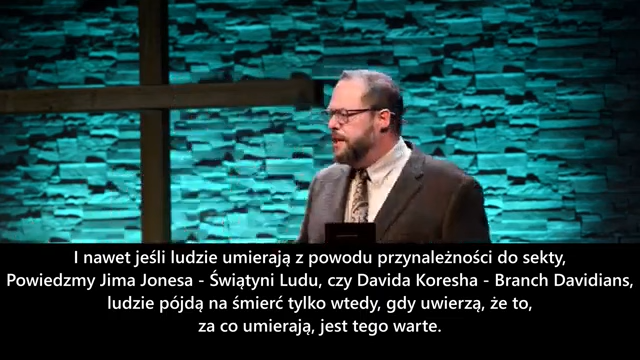 I nawet jeśli ludzie umierają z powodu przynależności do sekty,
Powiedzmy Jima Jonesa - Świątyni Ludu, czy Davida Koresha - Branch Davidians,
ludzie pójdą na śmierć tylko wtedy, gdy uwierzą, że to,
za co umierają, jest tego warte.